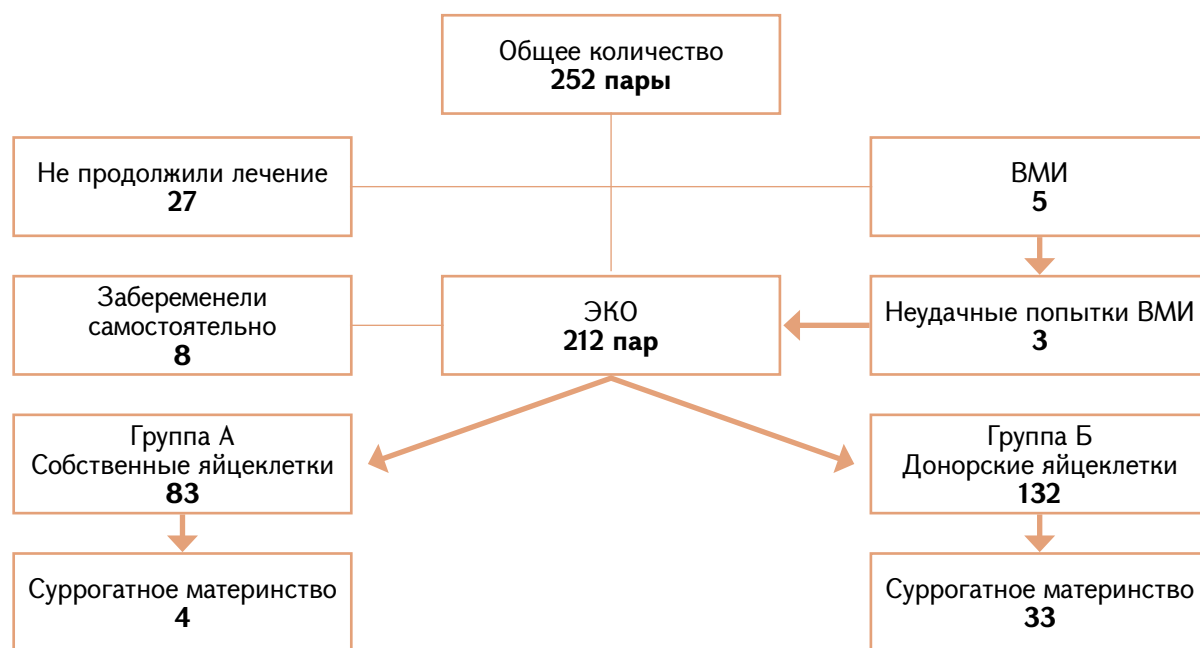 Общее количество
252 пары
Не продолжили лечение
27
ВМИ
5
Забеременели
самостоятельно
8
ЭКО
212 пар
Неудачные попытки ВМИ
3
Группа А
Собственные яйцеклетки
83
Группа Б
Донорские яйцеклетки
132
Суррогатное материнство
4
Суррогатное материнство
33